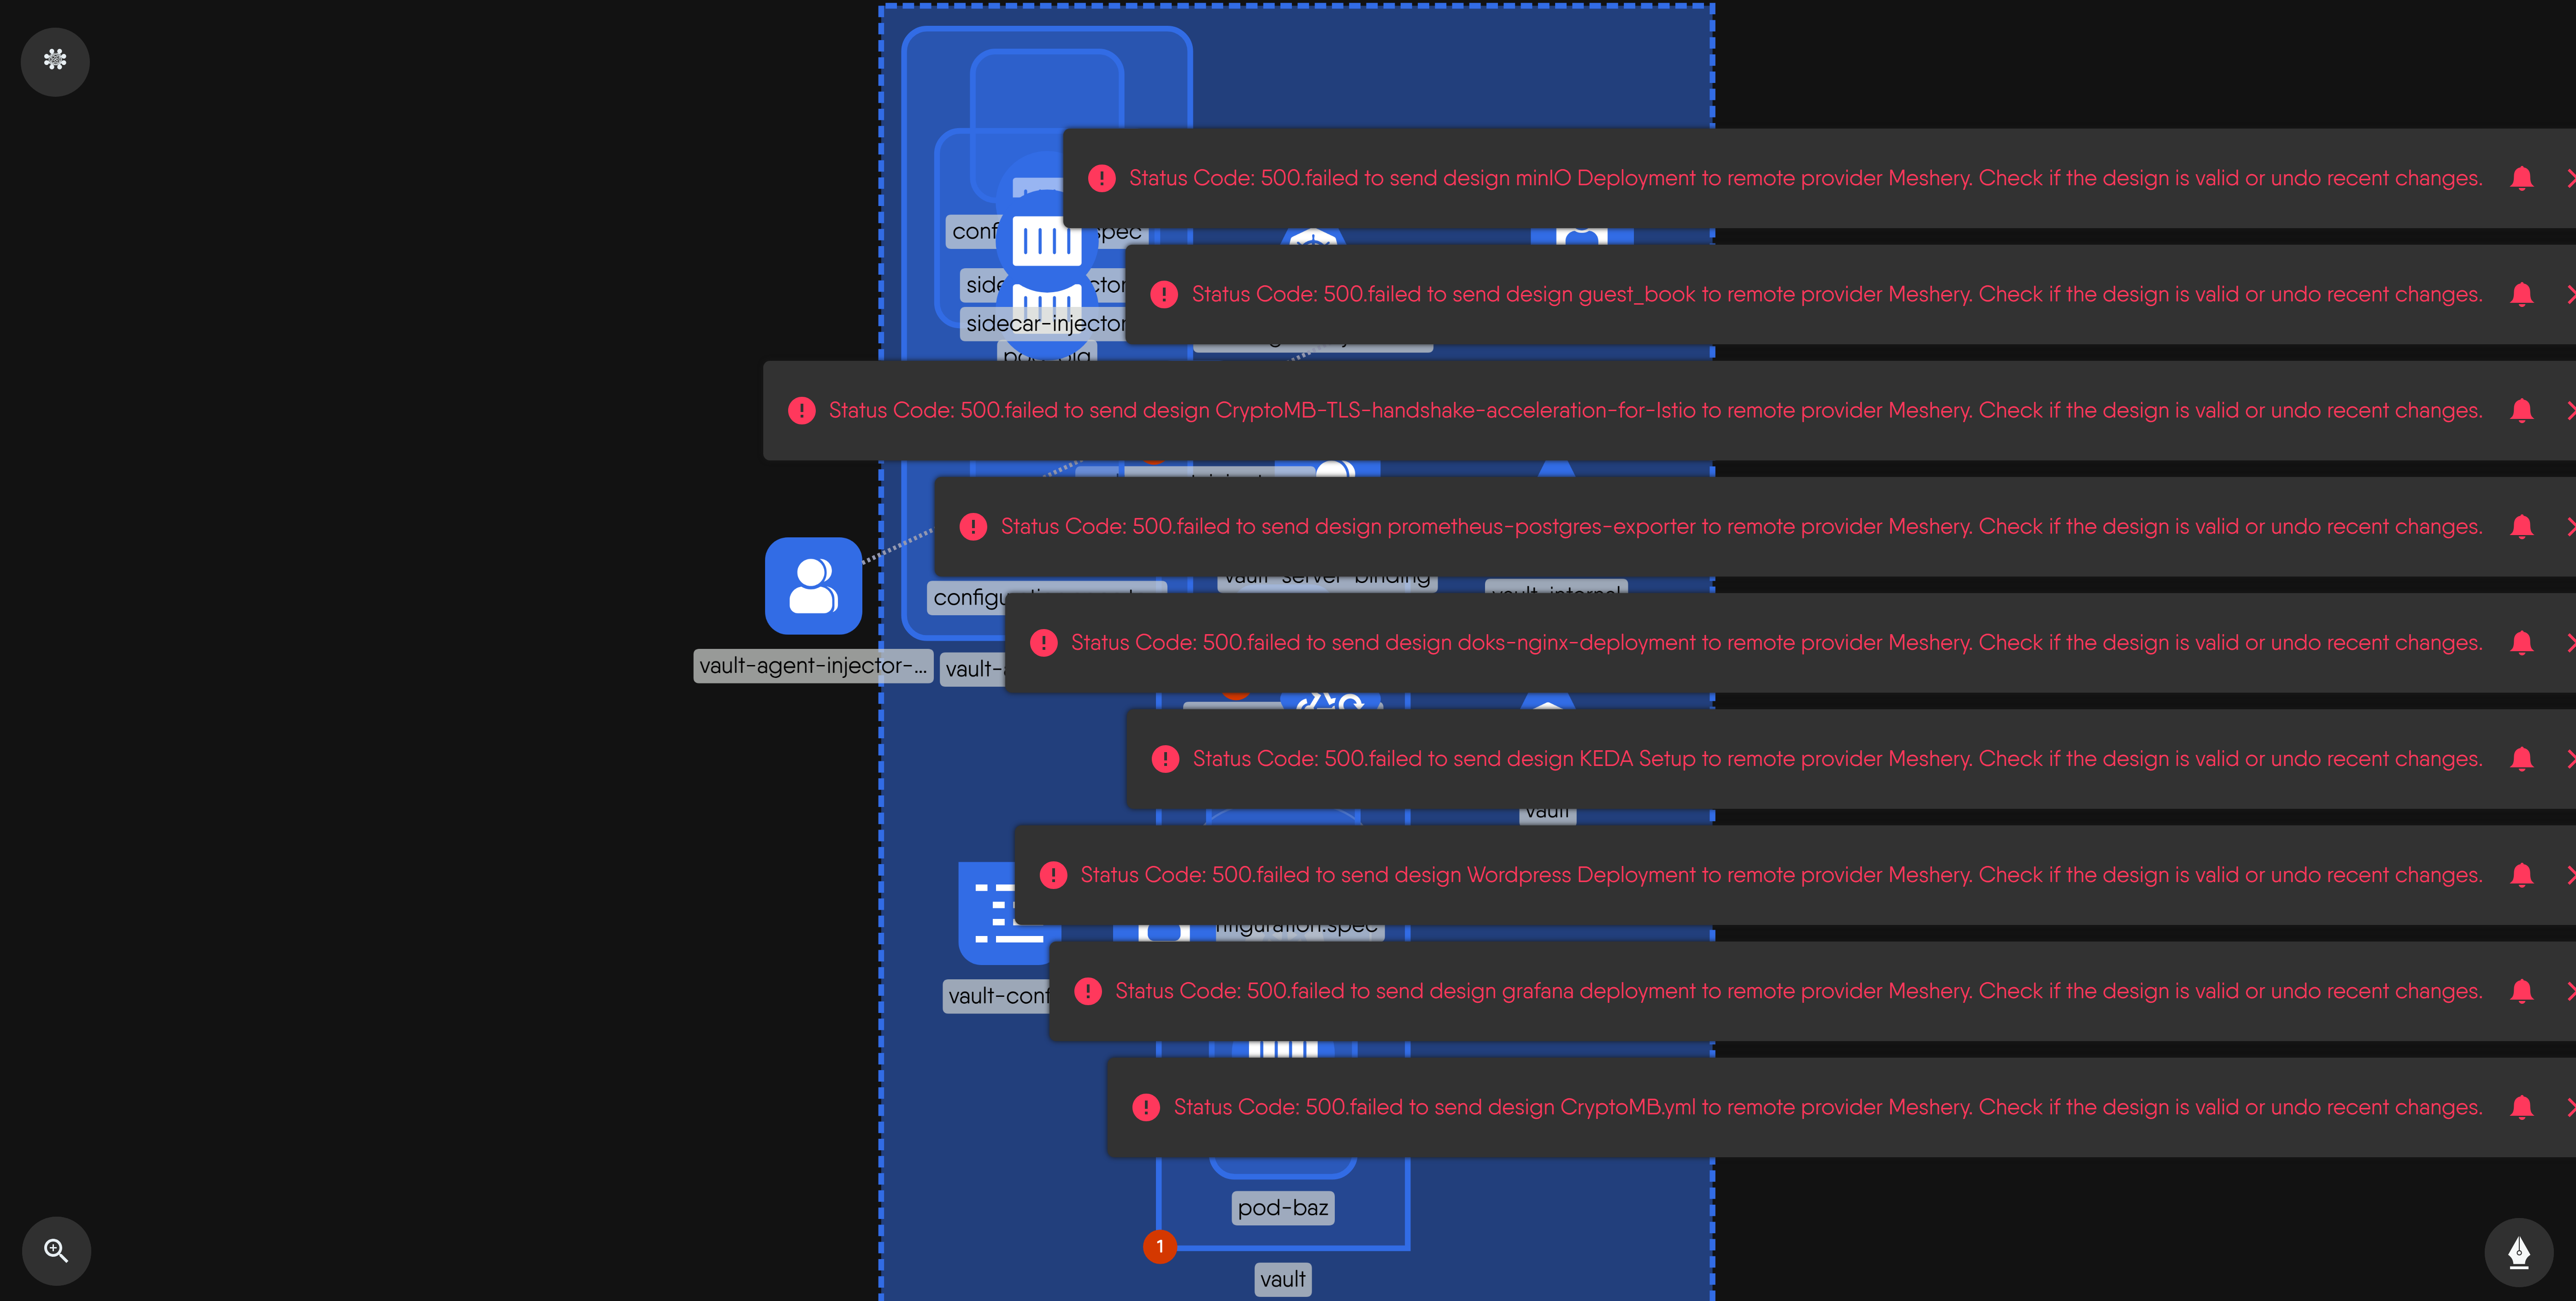 Status Code: 500.failed to send design minIO Deployment to remote provider Meshery. Check if the design is valid or undo recent changes.
conf
spec
Status Code: 500.failed to send design guest_book to remote provider Meshery. Check if the design is valid or undo recent changes.
side
ctor
sidecar-injector
Status Code: 500.failed to send design CryptoMB-TLS-handshake-acceleration-for-Istio to remote provider Meshery. Check if the design is valid or undo recent changes.
Status Code: 500.failed to send design prometheus-postgres-exporter to remote provider Meshery. Check if the design is valid or undo recent changes.
vault-server-binding
vault-internal
configu
Status Code: 500.failed to send design doks-nginx-deployment to remote provider Meshery. Check if the design is valid or undo recent changes.
vault-agent-injector-...
vault-
Status Code: 500.failed to send design KEDA Setup to remote provider Meshery. Check if the design is valid or undo recent changes.
vault
Status Code: 500.failed to send design Wordpress Deployment to remote provider Meshery. Check if the design is valid or undo recent changes.
nfiguration.spec
vault-conf
Status Code: 500.failed to send design grafana deployment to remote provider Meshery. Check if the design is valid or undo recent changes.
Status Code: 500.failed to send design CryptoMB.yml to remote provider Meshery. Check if the design is valid or undo recent changes.
pod-baz
1
vault